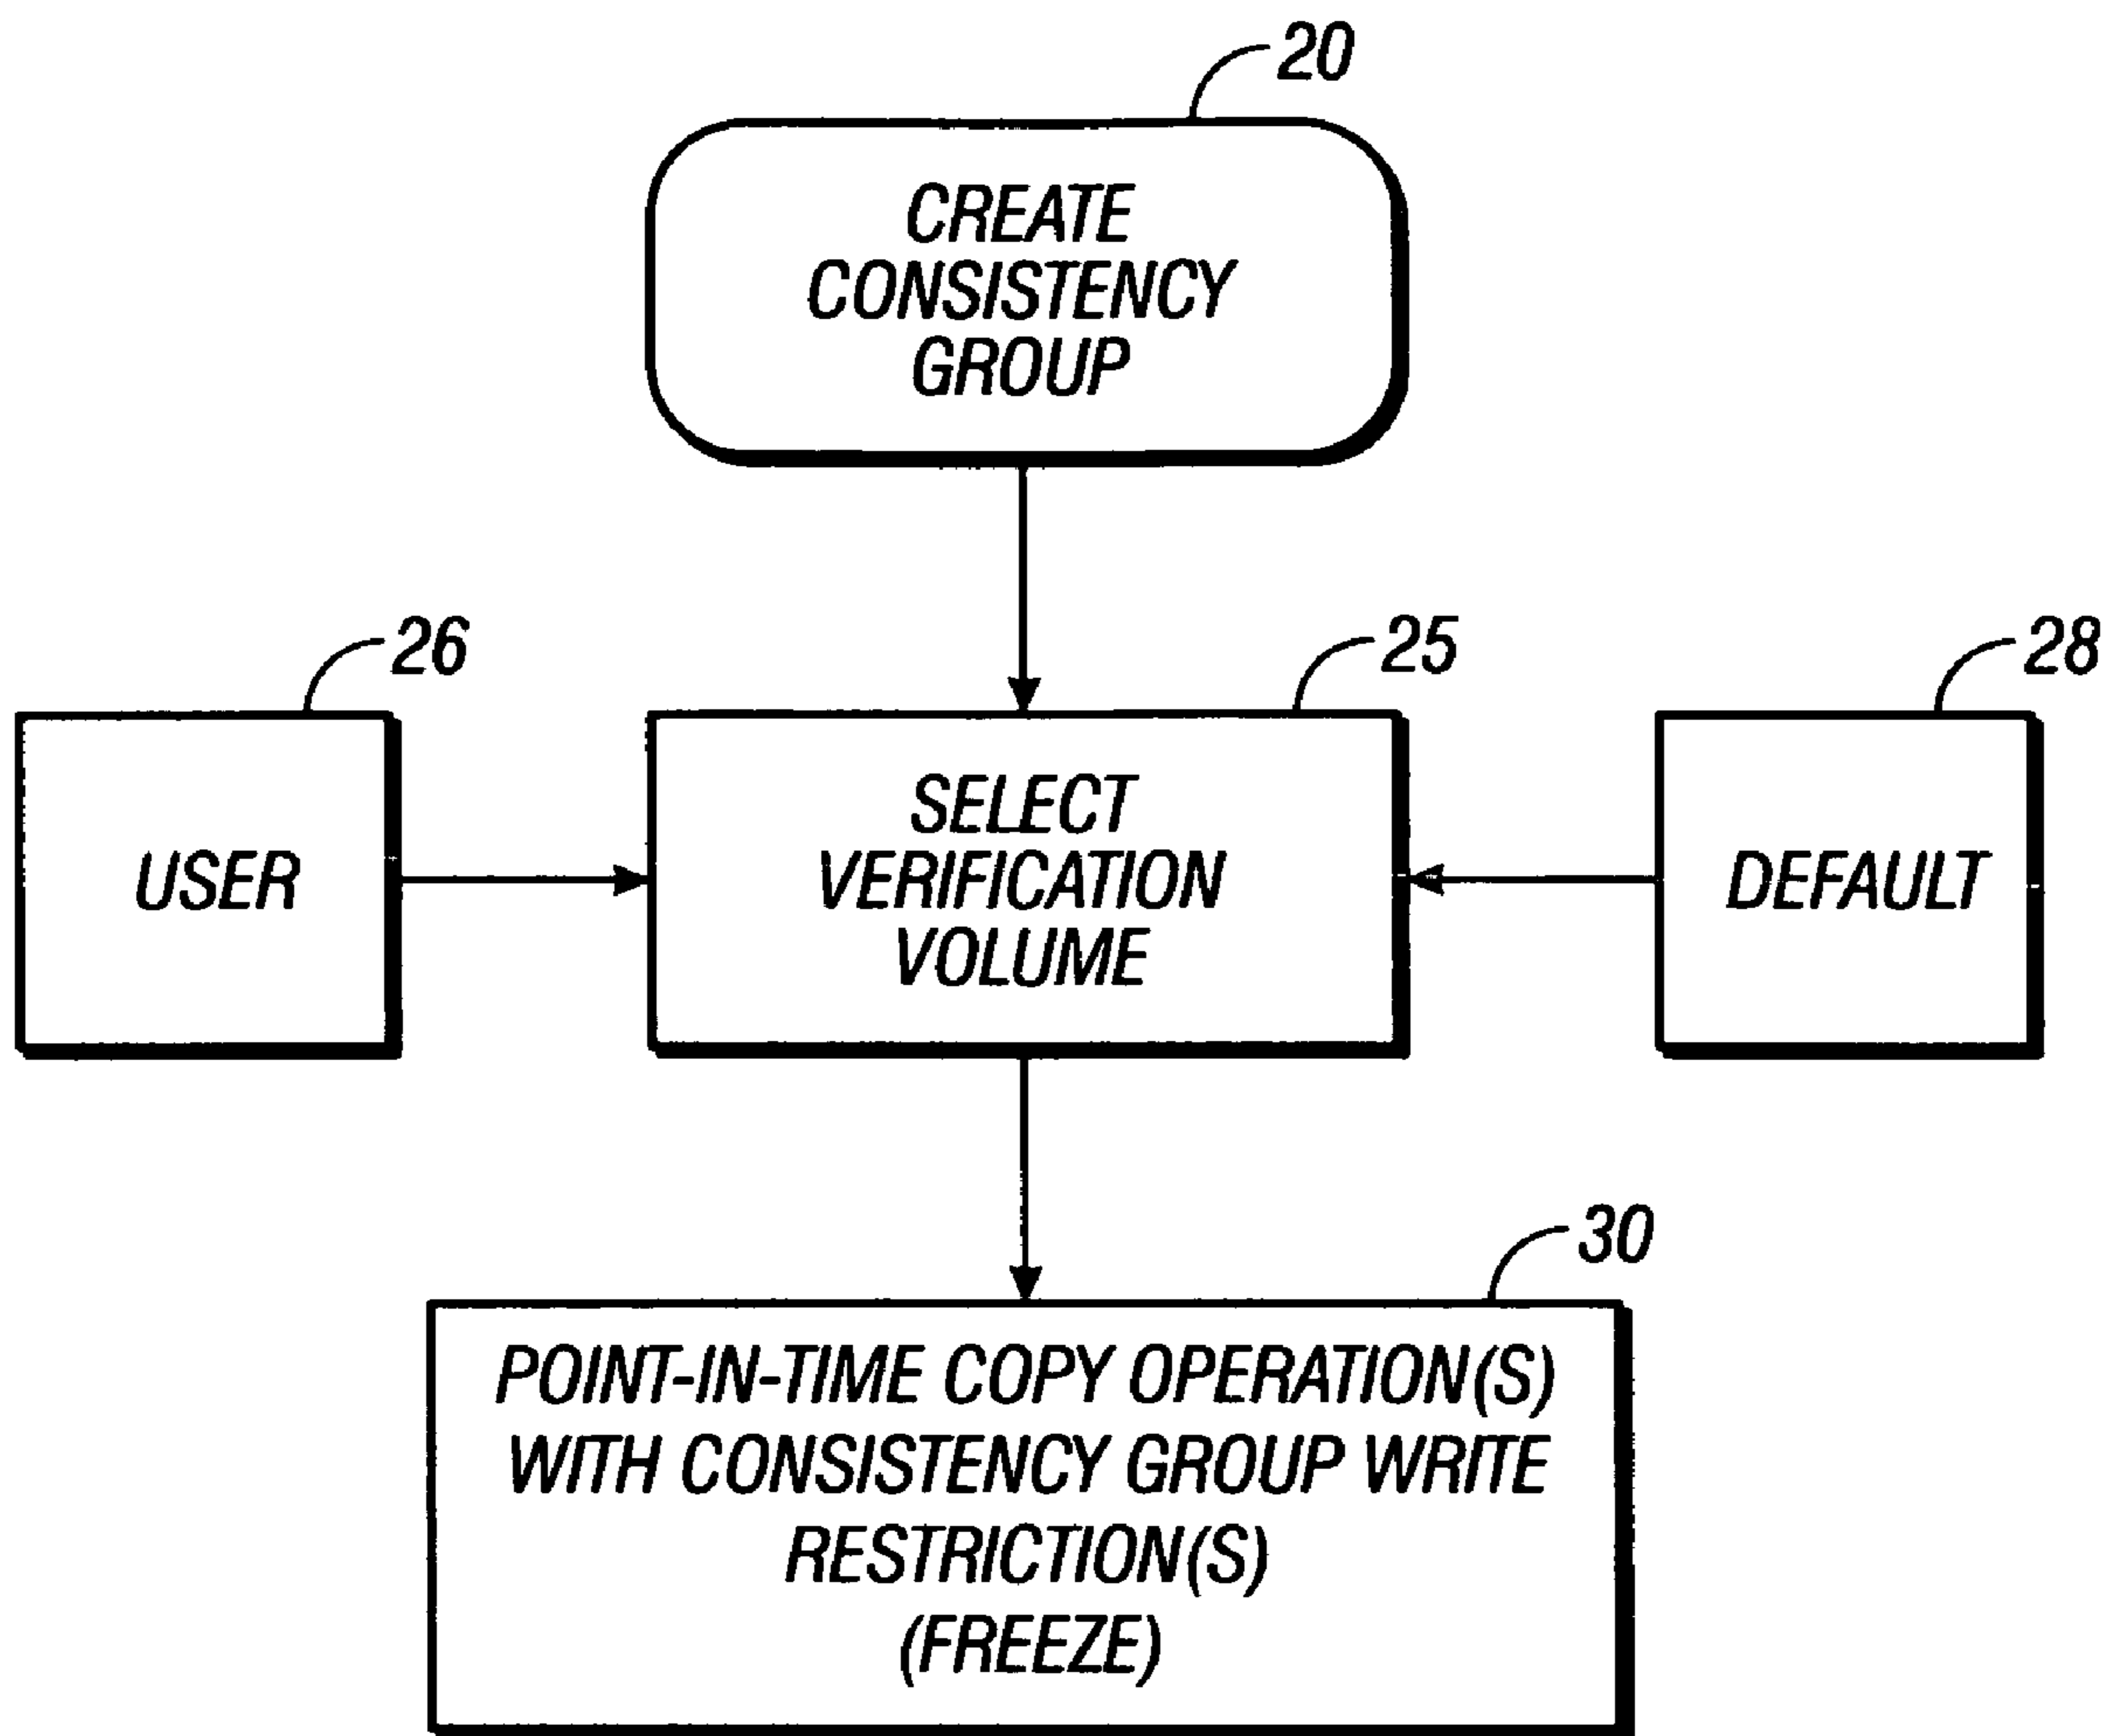 20
CREATE
CONSISTENCY
GROUP
26
25
28
USER
SELECT
VERIFICATION
VOLUME
DEFAULT
30
POINT-IN-TIME COPY OPERATION(S)
WITH CONSISTENCY GROUP WRITE
RESTRICTION(S)
(FREEZE)